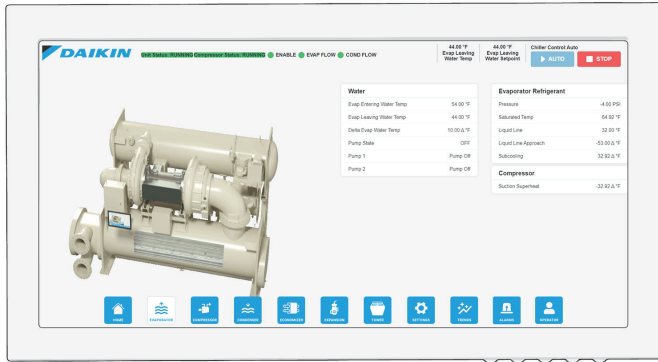 DAIKIN
Unit Status: RUNNING Compressor Status: RUNNING ENABLE EVAP FLOW COND FLOW
44.00 °F
Evap Leaving
Water Temp
44.00 °F
Evap Leaving
Water Setpoint
Chiller Control Auto
AUTO
STOP
Water
Evap Entering Water Temp 54.00 °F
Evap Leaving Water Temp 44.00 °F
Delta Evap Water Temp 10.00 Δ °F
Pump State OFF
Pump 1 Pump Off
Pump 2 Pump Off
Evaporator Refrigerant
Pressure -4.00 PSI
Saturated Temp 64.92 °F
Liquid Line 32.00 °F
Liquid Line Approach -53.00 Δ °F
Subcooling 32.92 Δ °F
Compressor
Suction Superheat -32.92 Δ °F
HOME
EVAPORATOR
COMPRESSOR
CONDENSER
ECONOMIZER
EXPANSION
TOWER
SETTINGS
TRENDS
ALARMS
OPERATOR